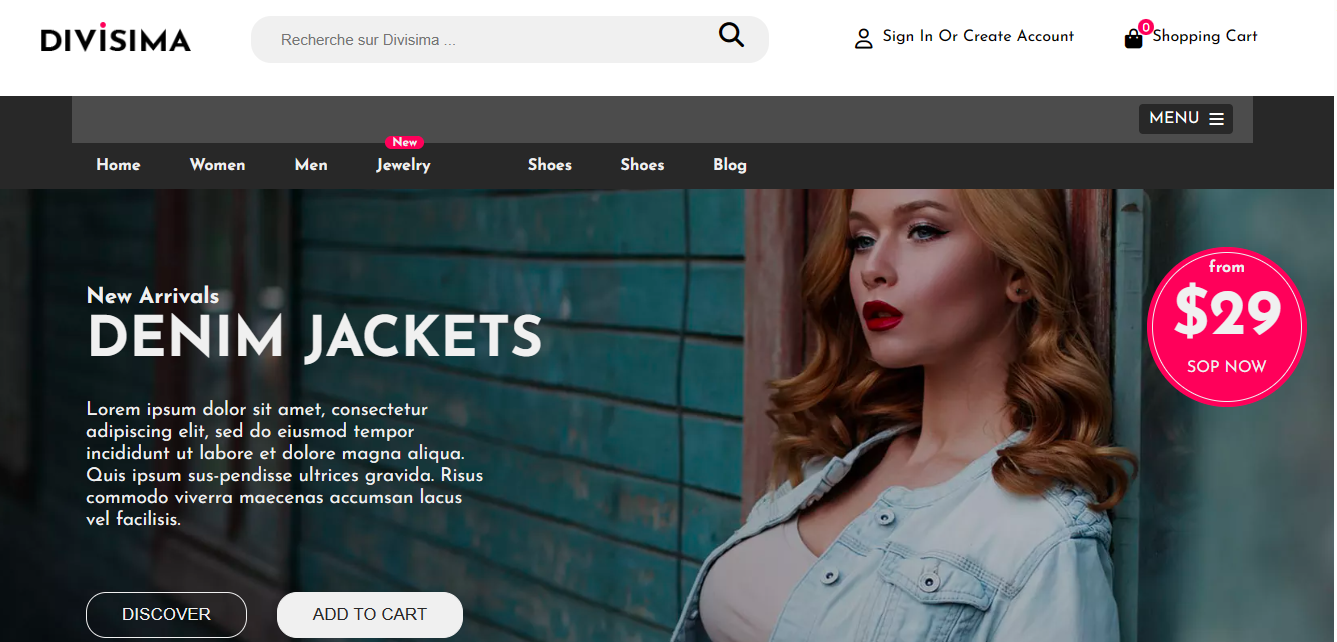 DIVISIMA
Recherche sur Divisima ...
Sign In Or Create Account
0
Shopping Cart
MENU
New
Home
Women
Men
Jewelry
Shoes
Shoes
Blog
from
$29
SOP NOW
New Arrivals
DENIM JACKETS
Lorem ipsum dolor sit amet, consectetur
adipiscing elit, sed do eiusmod tempor
incididunt ut labore et dolore magna aliqua.
Quis ipsum sus-pendisse ultrices gravida. Risus
commodo viverra maecenas accumsan lacus
vel facilisis.
DISCOVER
ADD TO CART